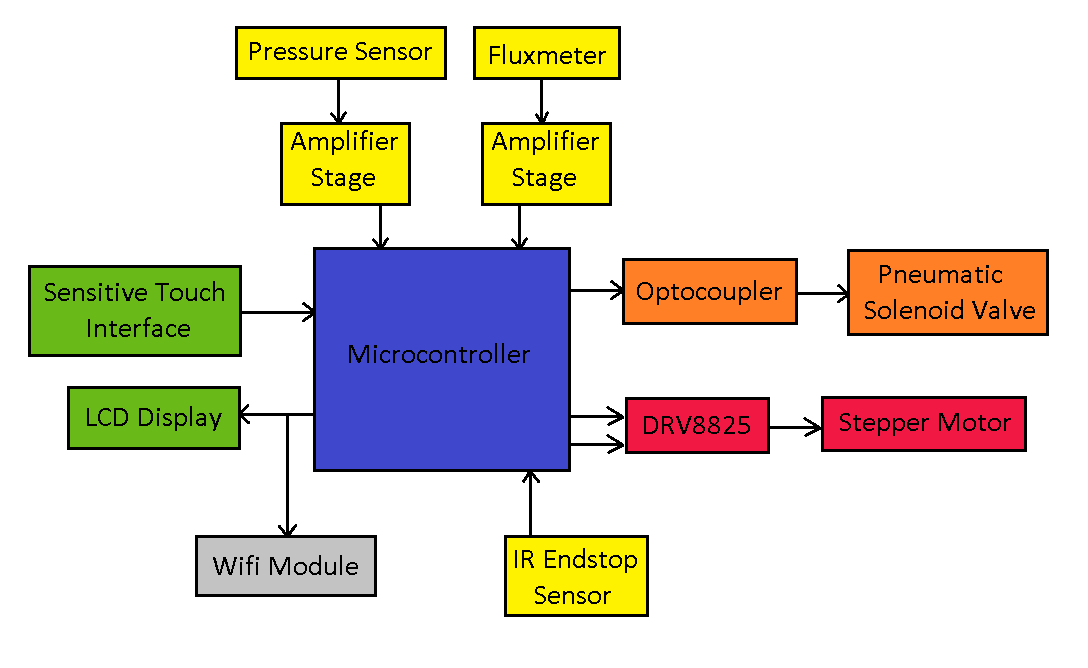 Pressure Sensor
Fluxmeter
Amplifier
Stage
Amplifier
Stage
Sensitive Touch
Interface
Microcontroller
Optocoupler
Pneumatic
Solenoid Valve
LCD Display
DRV8825
Stepper Motor
Wifi Module
IR Endstop
Sensor